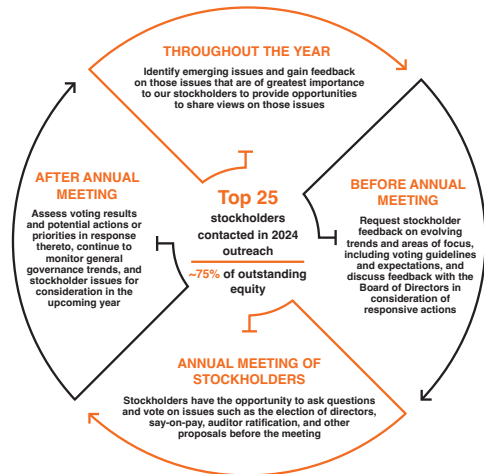 THROUGHOUT THE YEAR
Identify emerging issues and gain feedback
on those issues that are of greatest importance
to our stockholders to provide opportunities
to share views on those issues
BEFORE ANNUAL
MEETING
Request stockholder
feedback on evolving
trends and areas of focus,
including voting guidelines
and expectations, and
discuss feedback with the
Board of Directors in
consideration of
responsive actions
ANNUAL MEETING OF
STOCKHOLDERS
Stockholders have the opportunity to ask questions
and vote on issues such as the election of directors,
say-on-pay, auditor ratification, and other
proposals before the meeting
AFTER ANNUAL
MEETING
Assess voting results
and potential actions or
priorities in response
thereto, continue to
monitor general
governance trends, and
stockholder issues for
consideration in the
upcoming year
Top 25
stockholders
contacted in 2024
outreach
~75% of outstanding
equity